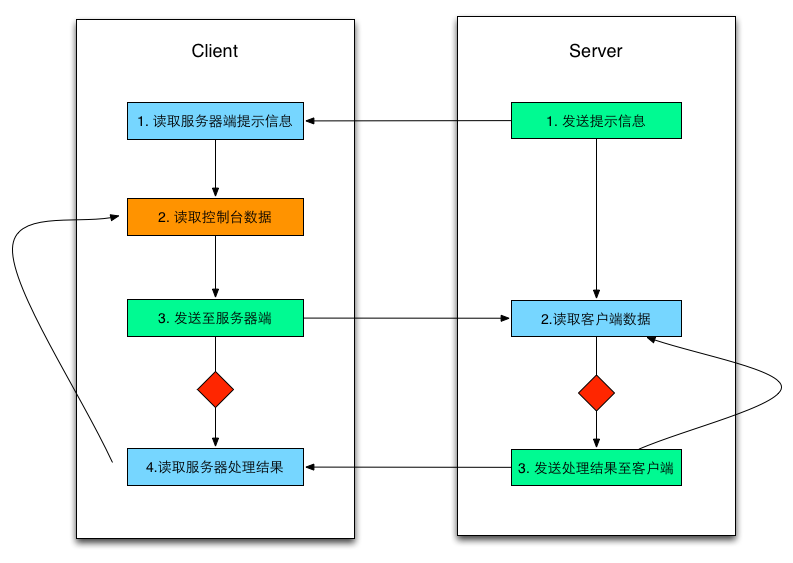 Client
1. 读取服务器端提示信息
2. 读取控制台数据
3. 发送至服务器端
4.读取服务器处理结果
Server
1. 发送提示信息
2.读取客户端数据
3. 发送处理结果至客户端